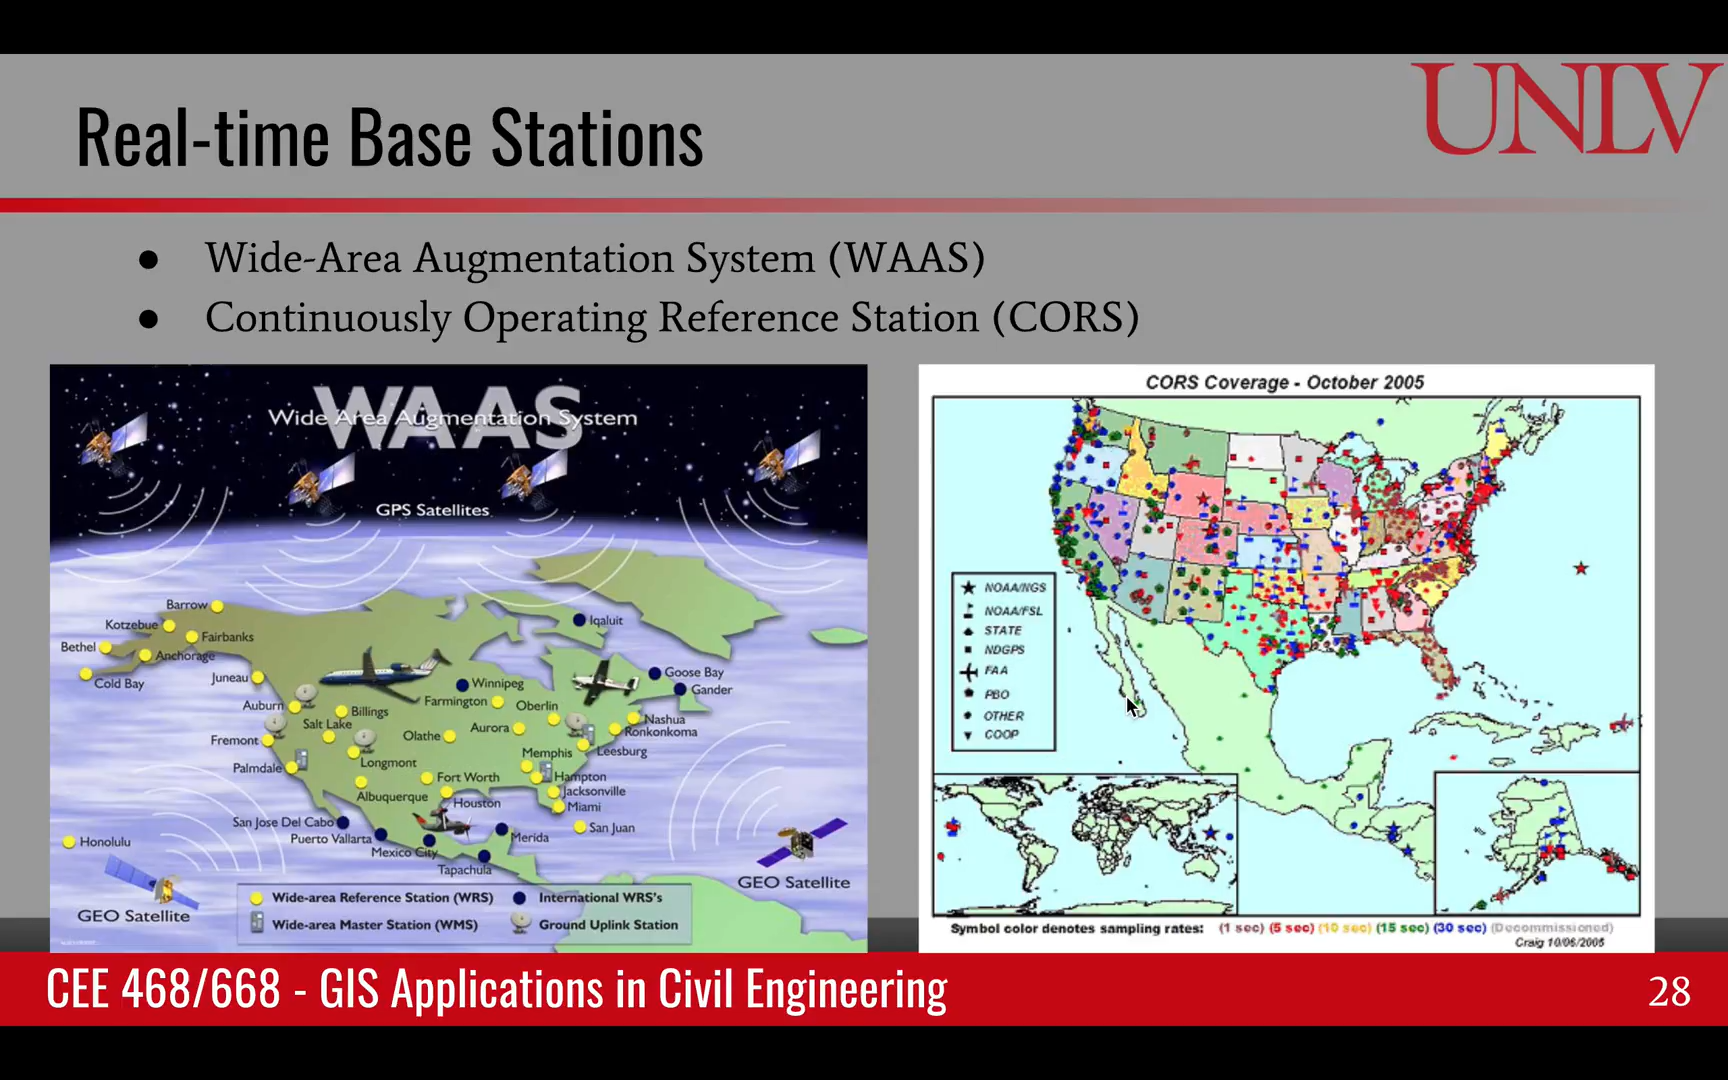 UNLV
Real-time Base Stations
● Wide-Area Augmentation System (WAAS)
● Continuously Operating Reference Station (CORS)
WAAS
Wide Area Augmentation System
GPS Satellites
Barrow
Kotzebue
Fairbanks
Bethel
Anchorage
Cold Bay
Juneau
Iqaluit
Goose Bay
Gander
Winnipeg
Auburn
Billings
Farmington
Oberlin
Salt Lake
Nashua
Fremont
Olathe
Aurora
Ronkonkoma
Longmont
Memphis
Leesburg
Palmdale
Fort Worth
Hampton
Albuquerque
Houston
Jacksonville
Miami
San Jose Del Cabo
Puerto Vallarta
Merida
San Juan
Honolulu
Mexico City
Tapachula
GEO Satellite
GEO Satellite
Wide-area Reference Station (WRS)
International WRS's
Wide-area Master Station (WMS)
Ground Uplink Station
CORS Coverage - October 2005
NOAA/NGS
NOAA/FSL
STATE
NDGPS
FAA
PBO
OTHER
COOP
Symbol color denotes sampling rates: (1 sec) (5 sec) (10 sec) (15 sec) (30 sec) (Decommissioned)
Craig 10/06/2005
CEE 468/668 - GIS Applications in Civil Engineering
28